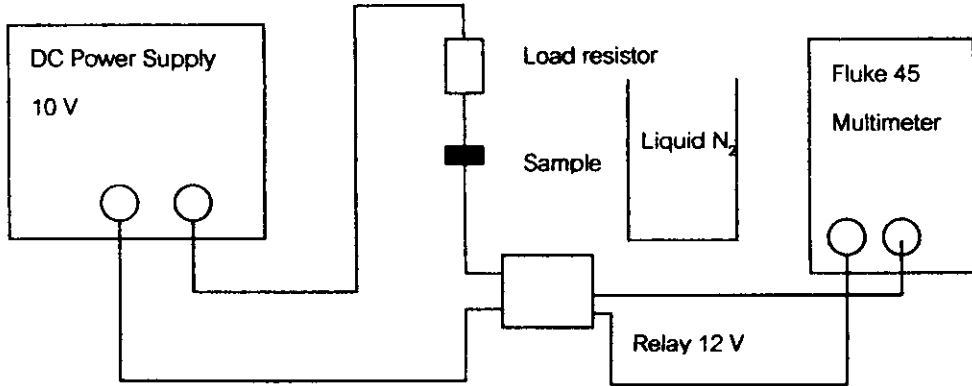 DC Power Supply
10 V
Load resistor
Sample
Liquid N₂
Fluke 45
Multimeter
Relay 12 V